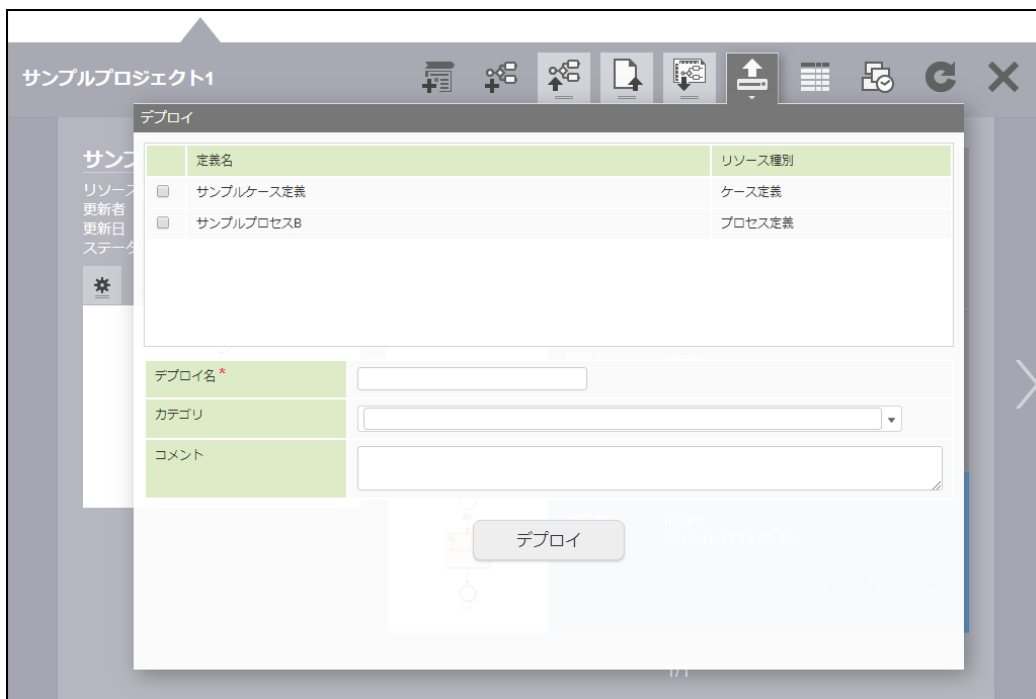 サンプルプロジェクト1
デプロイ
定義名 リソース種別
サンプルケース定義 ケース定義
サンプルプロセスB プロセス定義
サンプ
リソース
更新者
更新日
ステータ
デプロイ名*
カテゴリ
コメント
デプロイ
1/1